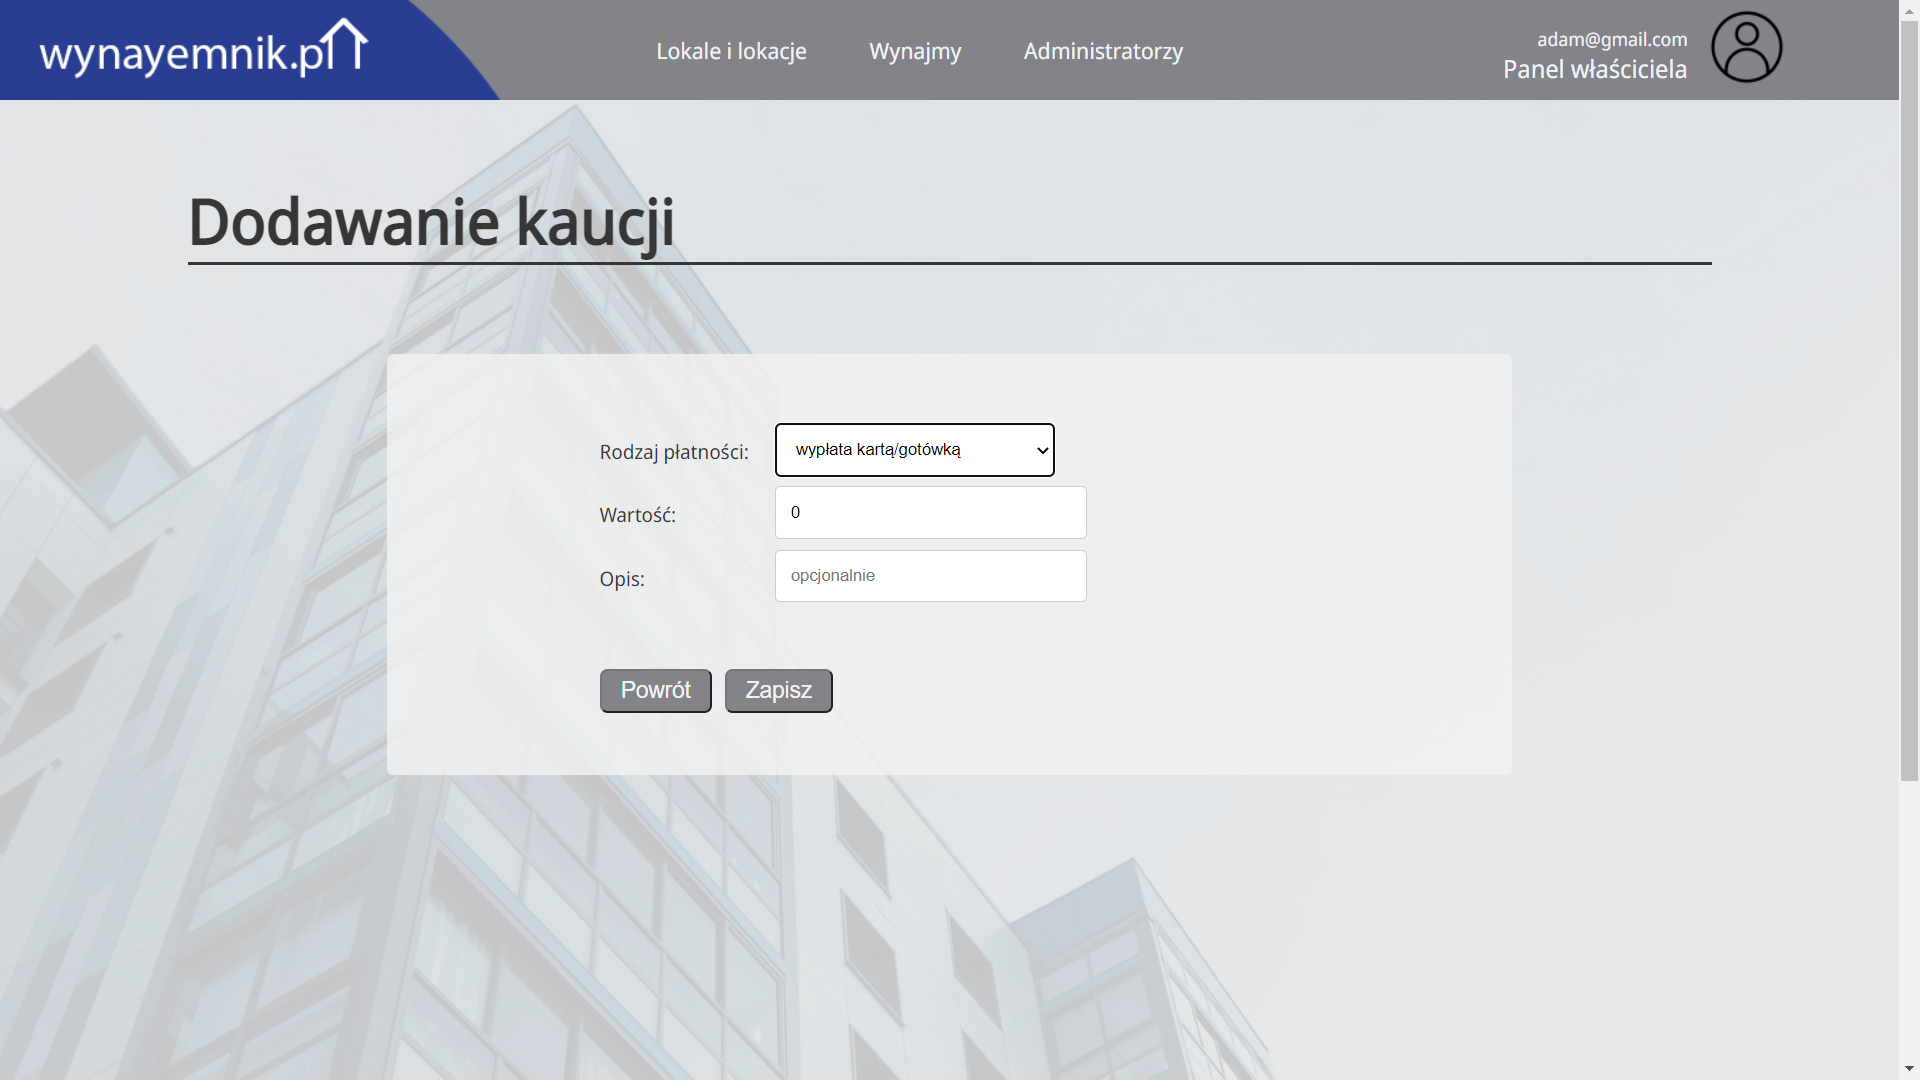 wynayemnik.pl
Lokale i lokacje
Wynajmy
Administratorzy
adam@gmail.com
Panel właściciela
Dodawanie kaucji
Rodzaj płatności:
wypłata kartą/gotówką
Wartość:
0
Opis:
opcjonalnie
Powrót
Zapisz